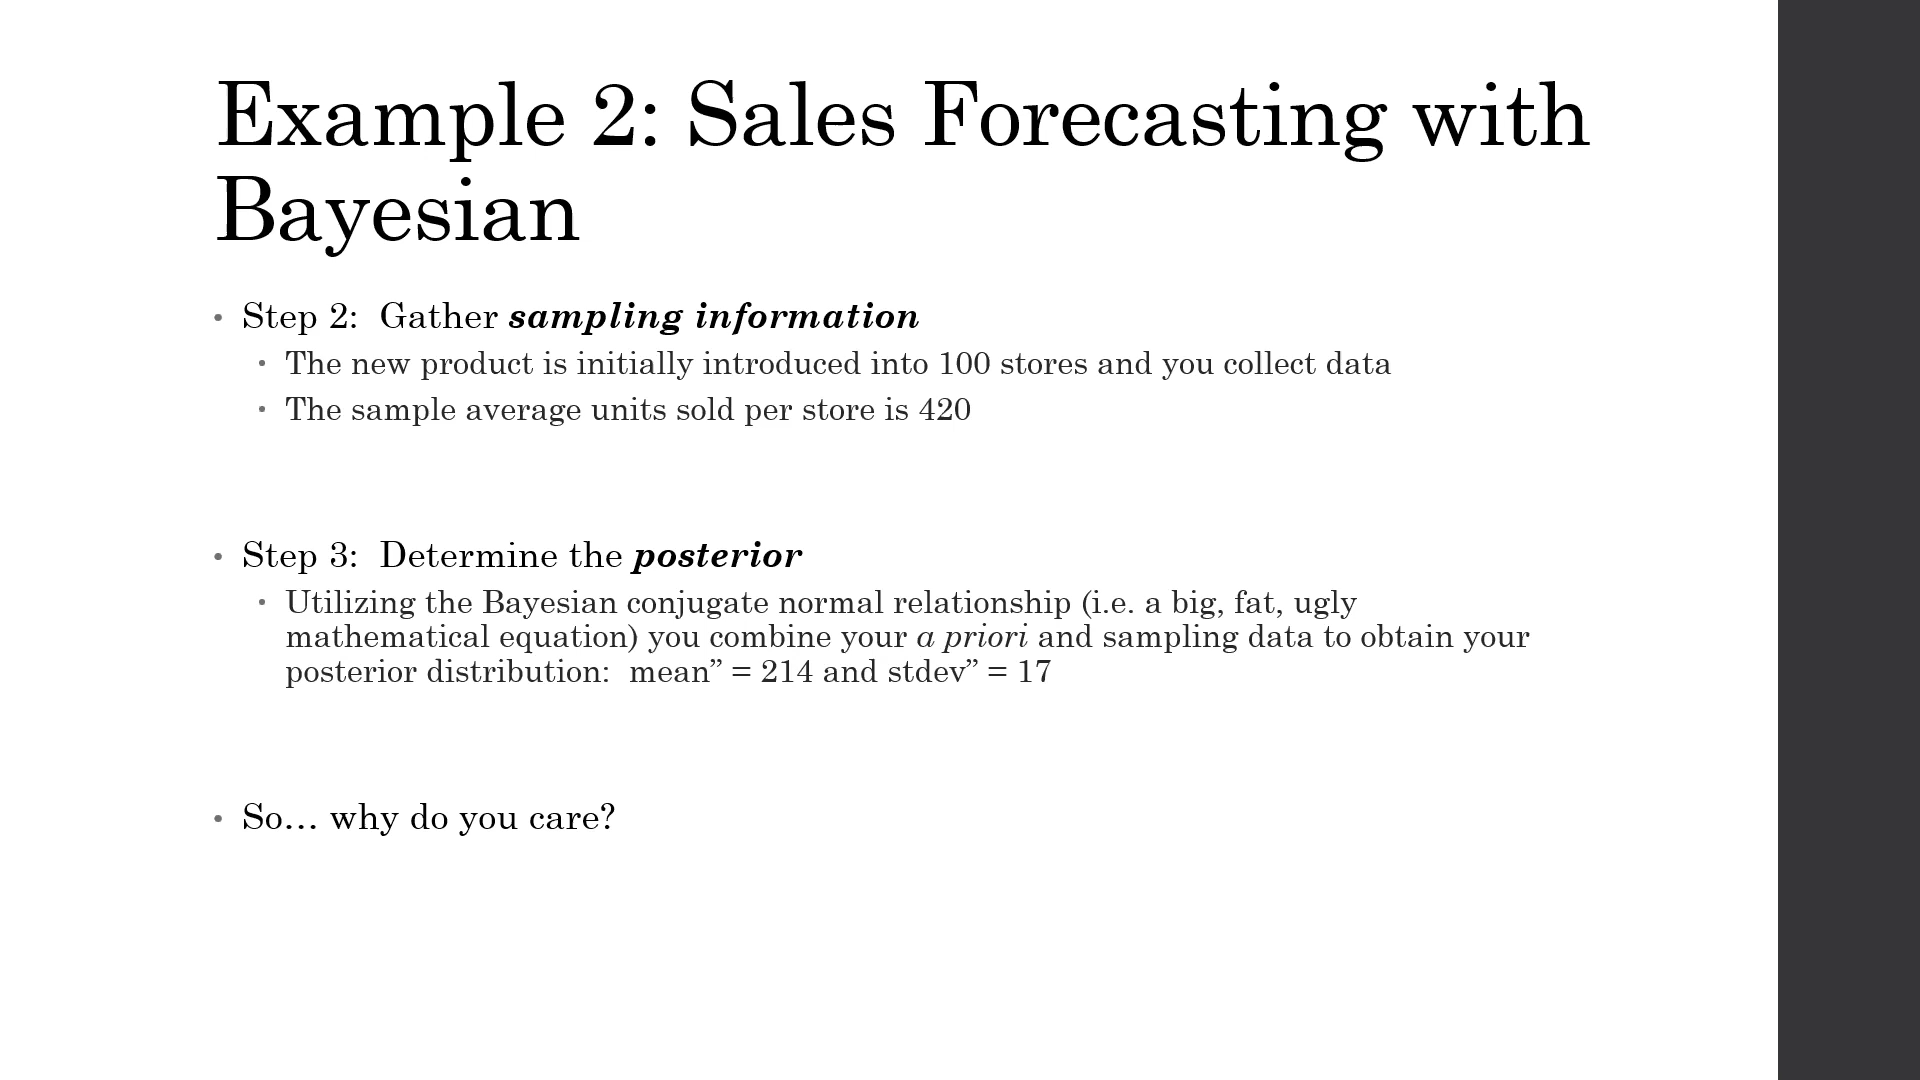 Example 2: Sales Forecasting with
Bayesian
• Step 2:  Gather sampling information
• The new product is initially introduced into 100 stores and you collect data
• The sample average units sold per store is 420
• Step 3:  Determine the posterior
• Utilizing the Bayesian conjugate normal relationship (i.e. a big, fat, ugly
mathematical equation) you combine your a priori and sampling data to obtain your
posterior distribution:  mean” = 214 and stdev” = 17
• So… why do you care?